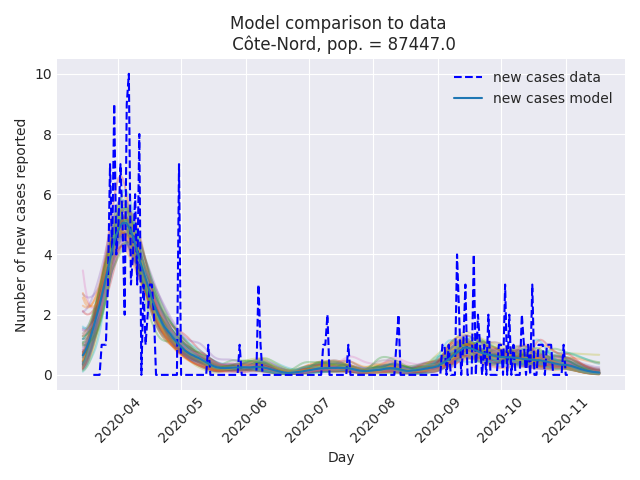 Model comparison to data
Côte-Nord, pop. = 87447.0
new cases data
new cases model
Number of new cases reported
10
8
6
4
2
0
2020-04
2020-05
2020-06
2020-07
2020-08
2020-09
2020-10
2020-11
Day